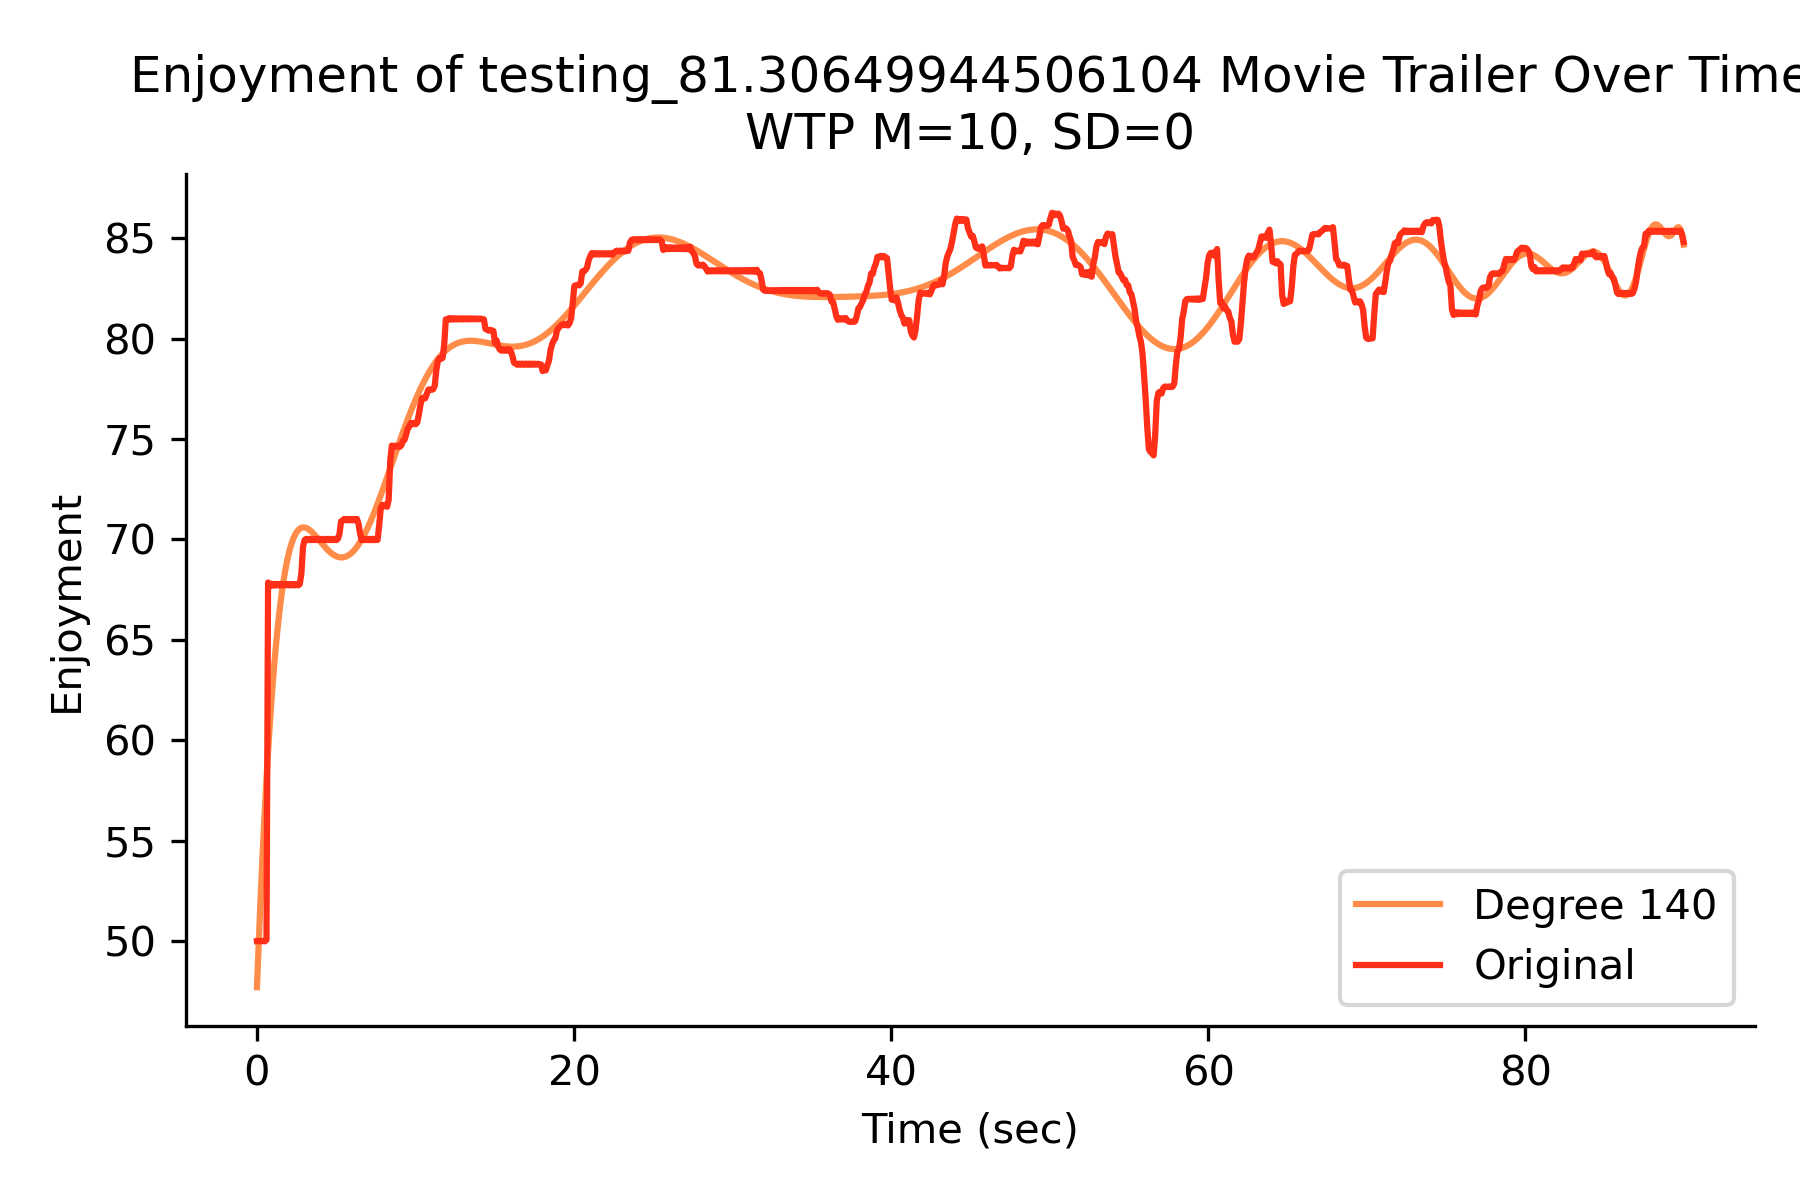 Enjoyment of testing_81.30649944506104 Movie Trailer Over Time
WTP M=10, SD=0
85
80
75
70
65
60
55
50
Enjoyment
0 20 40 60 80
Time (sec)
Degree 140
Original